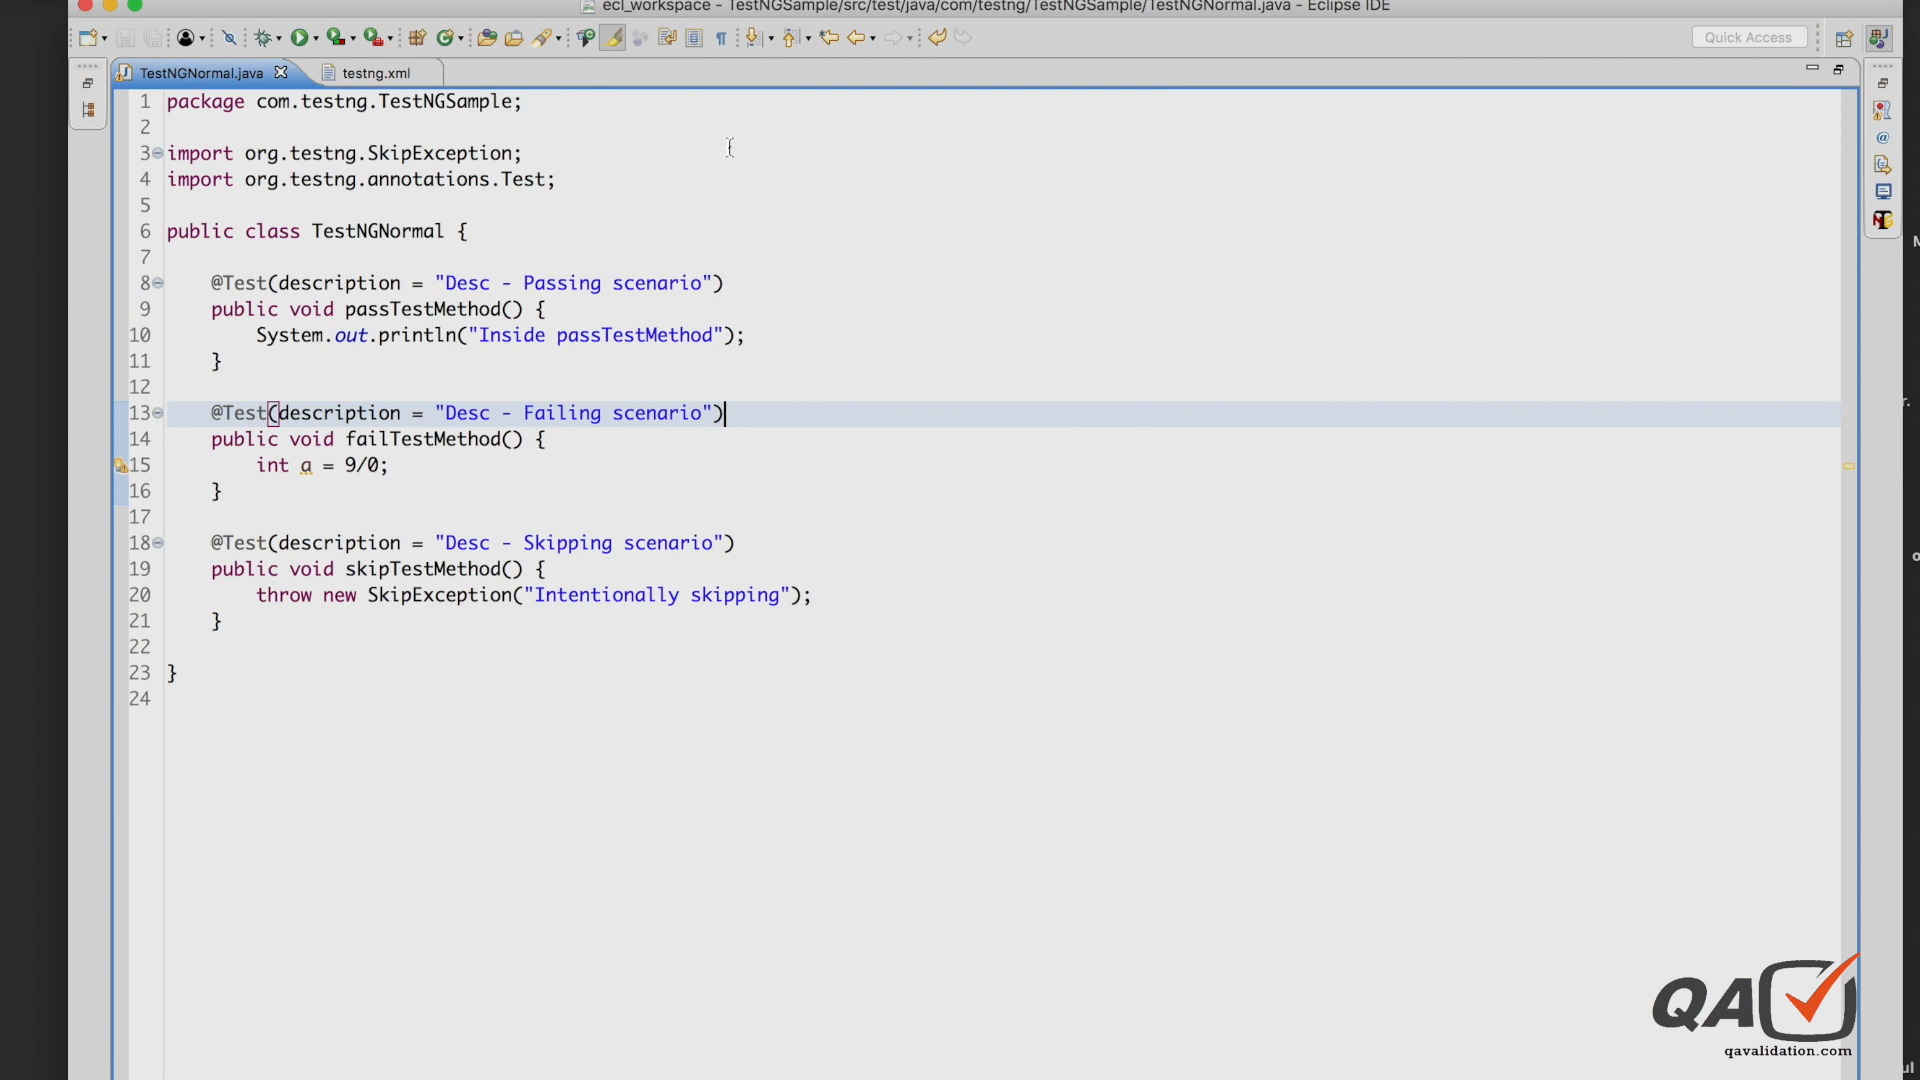 ecl_workspace - TestNGSample/src/test/java/com/testng/TestNGSample/TestNGNormal.java - Eclipse IDE
Quick Access
TestNGNormal.java
testng.xml
1 package com.testng.TestNGSample;
2
3 import org.testng.SkipException;
4 import org.testng.annotations.Test;
5
6 public class TestNGNormal {
7
8 @Test(description = "Desc - Passing scenario")
9 public void passTestMethod() {
10 System.out.println("Inside passTestMethod");
11 }
12
13 @Test(description = "Desc - Failing scenario")
14 public void failTestMethod() {
15 int a = 9/0;
16 }
17
18 @Test(description = "Desc - Skipping scenario")
19 public void skipTestMethod() {
20 throw new SkipException("Intentionally skipping");
21 }
22
23 }
24
QA
qavalidation.com